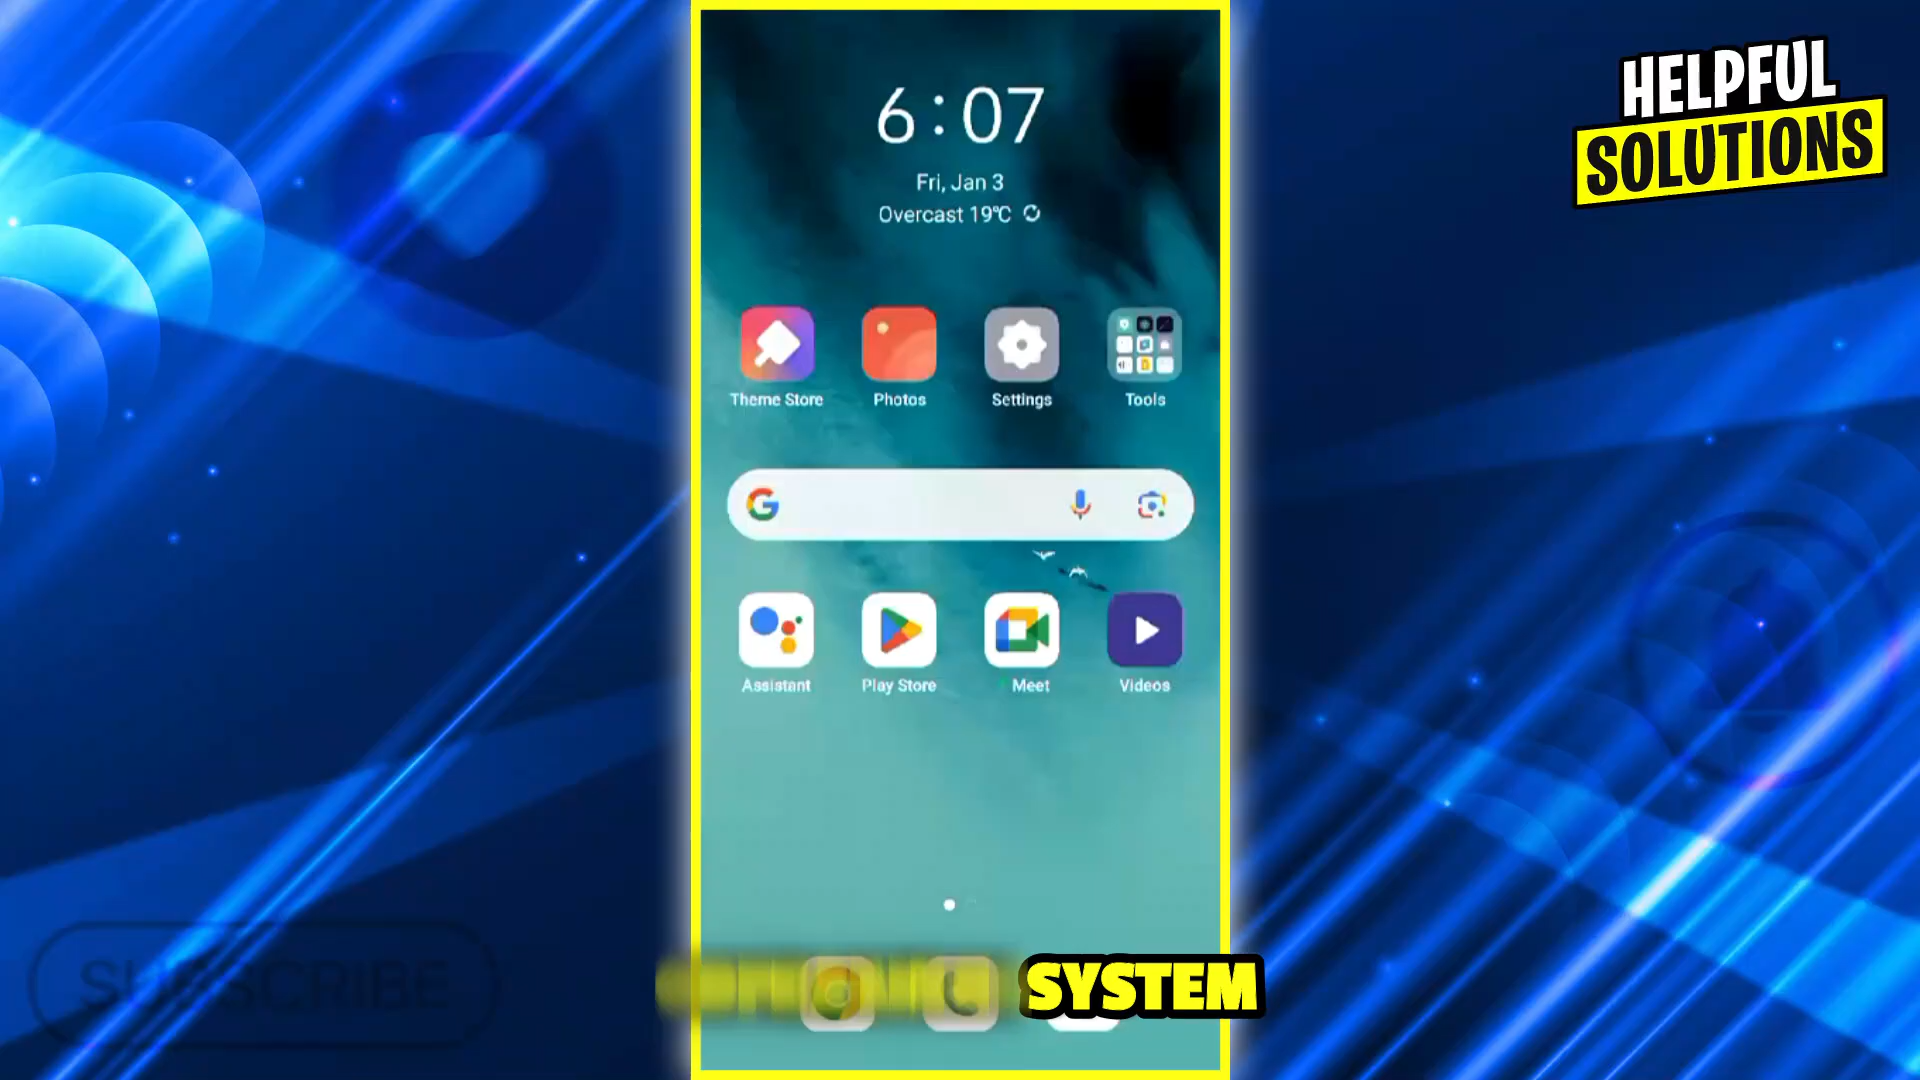 HELPFUL
SOLUTIONS
6:07
Fri, Jan 3
Overcast 19°C
Theme Store
Photos
Settings
Tools
Assistant
Play Store
Meet
Videos
SUBSCRIBE
SYSTEM